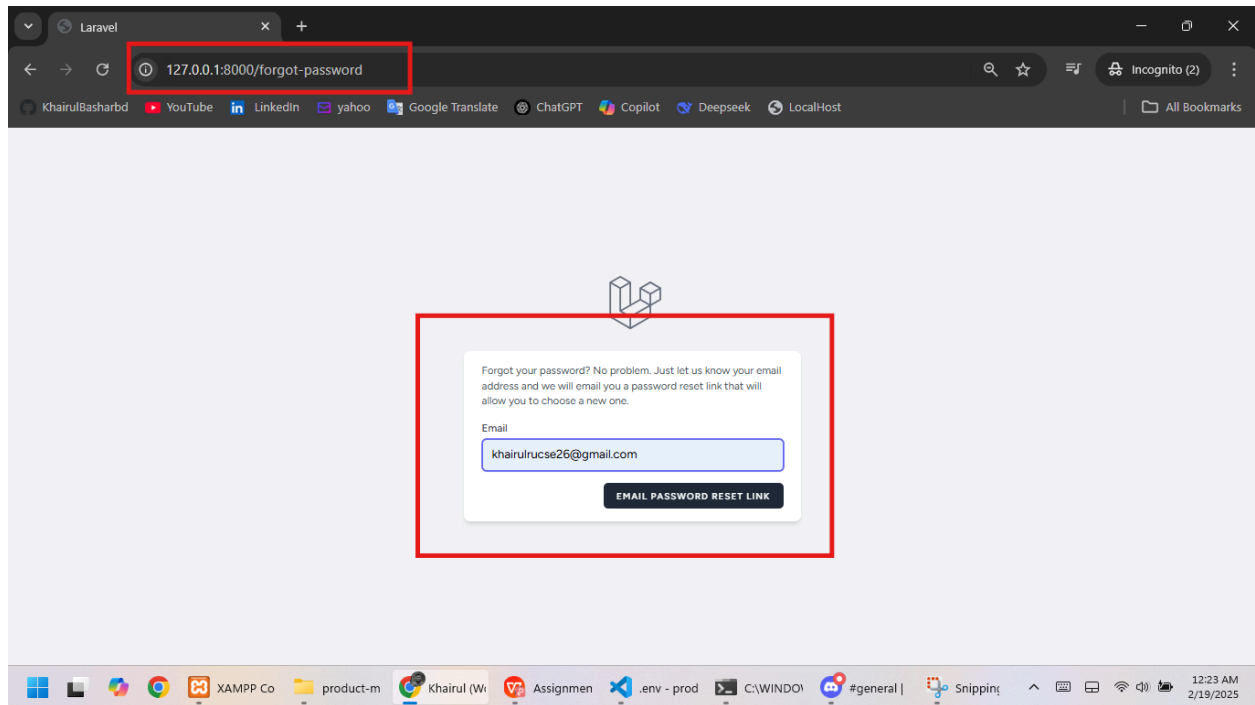 Laravel
127.0.0.1:8000/forgot-password
Incognito (2)
KhairulBasharbd YouTube LinkedIn yahoo Google Translate ChatGPT Copilot Deepseek LocalHost All Bookmarks
Forgot your password? No problem. Just let us know your email
address and we will email you a password reset link that will
allow you to choose a new one.
Email
khairulrucse26@gmail.com
EMAIL PASSWORD RESET LINK
XAMPP Co product-m Khairul (We Assignmen .env - prod C:\WINDOV #general | Snipping
12:23 AM
2/19/2025